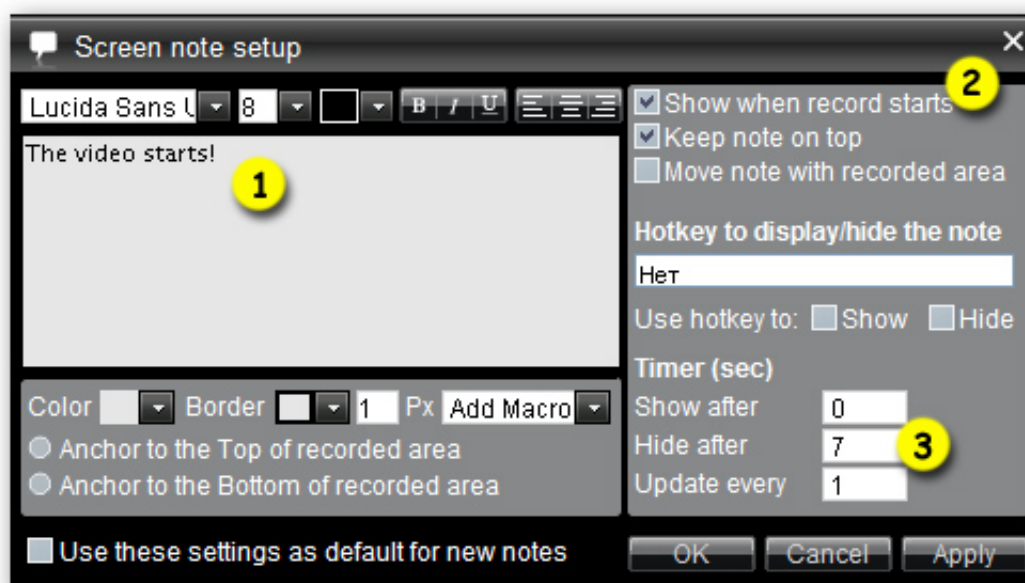 Screen note setup
Lucida Sans U 8 B I U
The video starts!
1
Color Border 1 Px Add Macro
Anchor to the Top of recorded area
Anchor to the Bottom of recorded area
Use these settings as default for new notes
2
Show when record starts
Keep note on top
Move note with recorded area
Hotkey to display/hide the note
Нет
Use hotkey to: Show Hide
Timer (sec)
Show after 0
Hide after 7
3
Update every 1
OK Cancel Apply